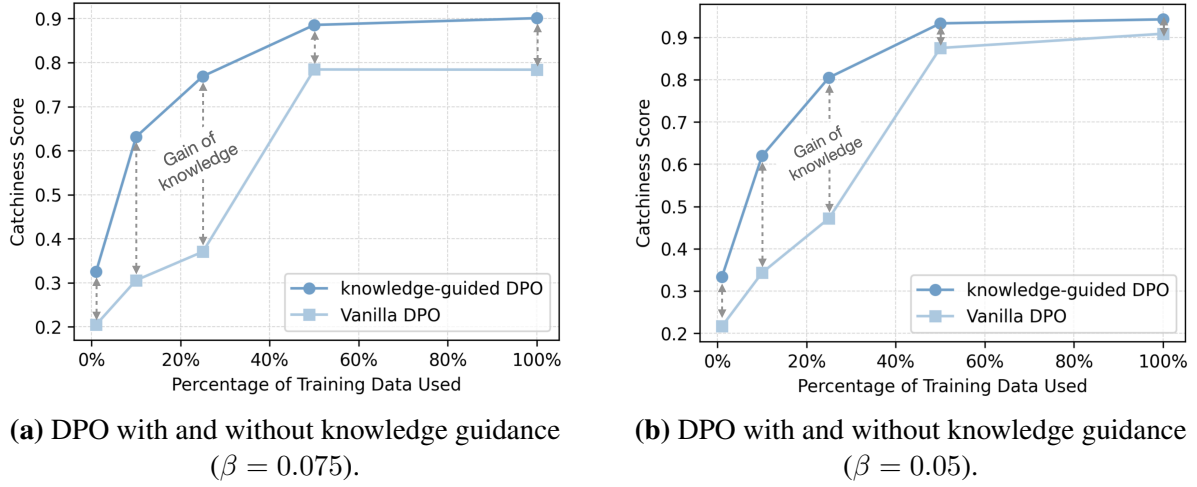 0.9
0.8
0.7
0.6
0.5
0.4
0.3
0.2
Catchiness Score
Gain of
knowledge
knowledge-guided DPO
Vanilla DPO
0% 20% 40% 60% 80% 100%
Percentage of Training Data Used
(a) DPO with and without knowledge guidance
(β = 0.075).
0.9
0.8
0.7
0.6
0.5
0.4
0.3
0.2
Catchiness Score
Gain of
knowledge
knowledge-guided DPO
Vanilla DPO
0% 20% 40% 60% 80% 100%
Percentage of Training Data Used
(b) DPO with and without knowledge guidance
(β = 0.05).